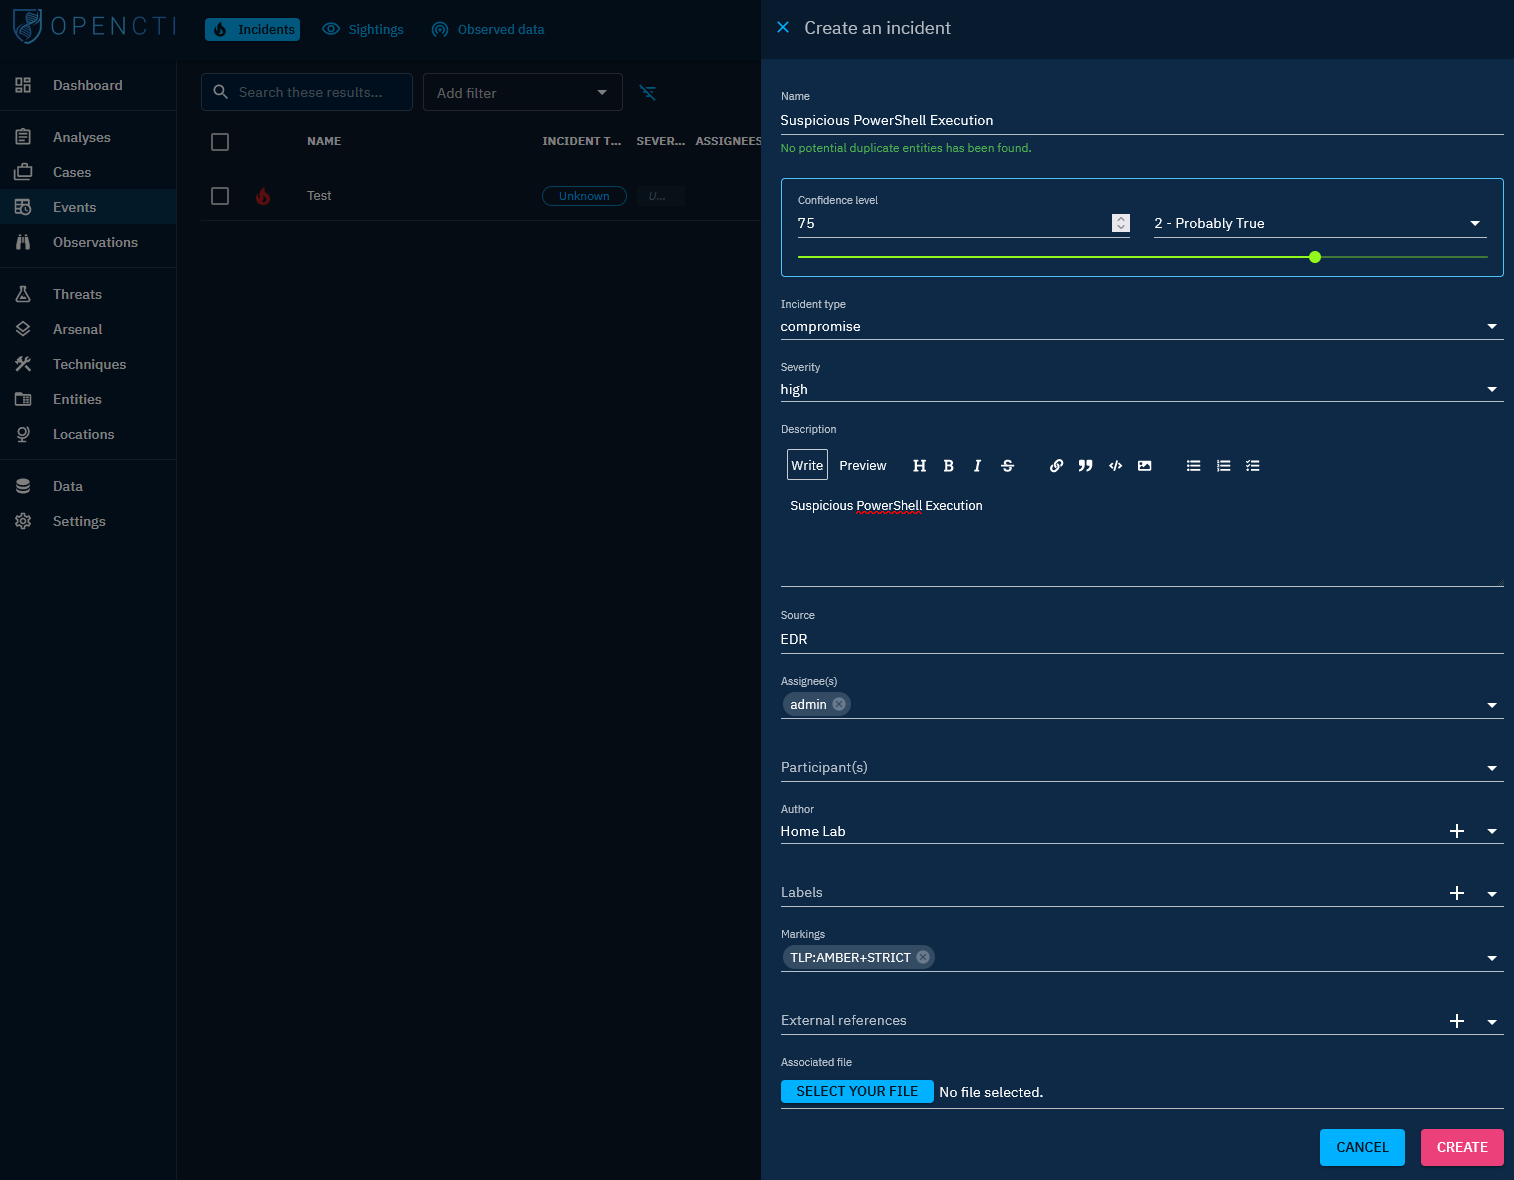 OPENCTI
Incidents
Sightings
Observed data
Dashboard
Analyses
Cases
Events
Observations
Threats
Arsenal
Techniques
Entities
Locations
Data
Settings
Search these results...
Add filter
NAME INCIDENT T... SEVER... ASSIGNEES
Test Unknown U...
Create an incident
Name
Suspicious PowerShell Execution
No potential duplicate entities has been found.
Confidence level
75
2 - Probably True
Incident type
compromise
Severity
high
Description
Write Preview H B I S
Suspicious PowerShell Execution
Source
EDR
Assignee(s)
admin
Participant(s)
Author
Home Lab
Labels
Markings
TLP:AMBER+STRICT
External references
Associated file
SELECT YOUR FILE No file selected.
CANCEL CREATE